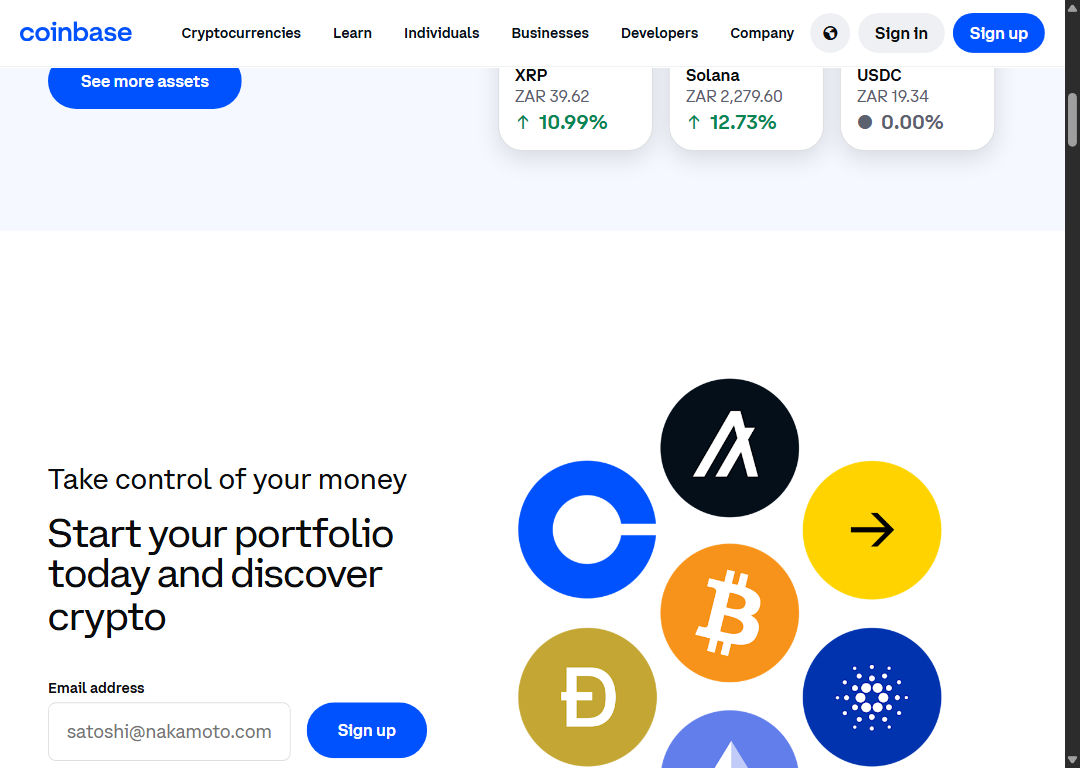 coinbase
Cryptocurrencies
Learn
Individuals
Businesses
Developers
Company
Sign in
Sign up
See more assets
XRP
ZAR 39.62
↑ 10.99%
Solana
ZAR 2,279.60
↑ 12.73%
USDC
ZAR 19.34
0.00%
Take control of your money
Start your portfolio
today and discover
crypto
Email address
satoshi@nakamoto.com
Sign up